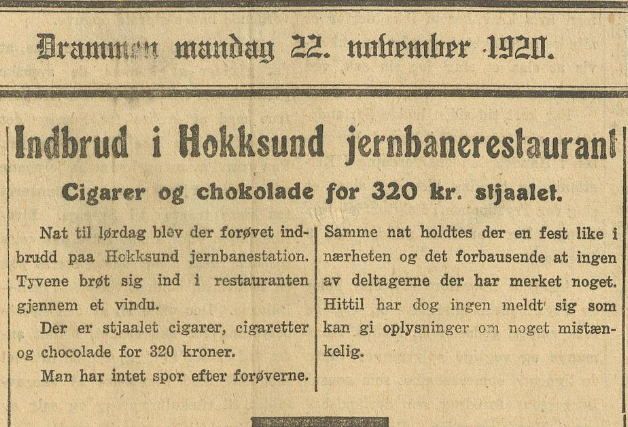 Drammen mandag 22. november 1920.
Indbrud i Hokksund jernbanerestaurant
Cigarer og chokolade for 320 kr. stjaalet.
Nat til lørdag blev der forøvet ind-
brudd paa Hokksund jernbanestation.
Tyvene brøt sig ind i restauranten
gjennem et vindu.
Der er stjaalet cigarer, cigaretter
og chocolade for 320 kroner.
Man har intet spor efter forøverne.
Samme nat holdtes der en fest like i
nærheten og det forbausende at ingen
av deltagerne der har merket noget.
Hittil har dog ingen meldt sig som
kan gi oplysninger om noget mistæn-
kelig.